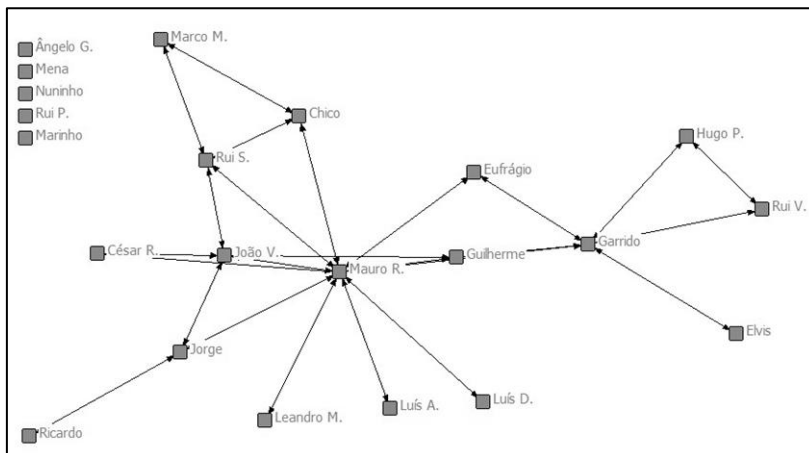 Ângelo G.
Mena
Nuninho
Rui P.
Marinho
Marco M.
Chico
Rui S.
Hugo P.
Eufrágio
Rui V.
César R.
João V.
Mauro R.
Guilherme
Garrido
Elvis
Jorge
Leandro M.
Luís A.
Luís D.
Ricardo